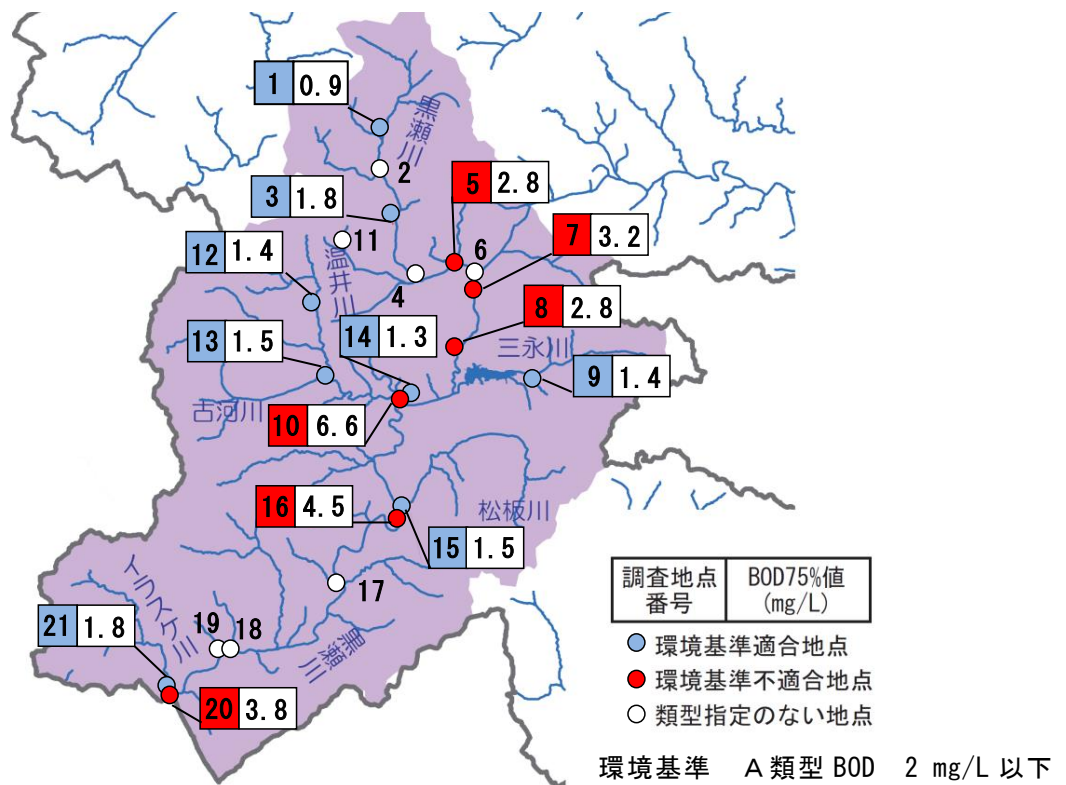 1 0.9
黒瀬川
2
5 2.8
3 1.8
11
7 3.2
12 1.4
温井川
6
4
8 2.8
13 1.5
14 1.3
三永川
9 1.4
古河川
10 6.6
16 4.5
松板川
15 1.5
イラスケ川
17
21 1.8
19 18
黒瀬川
20 3.8
調査地点番号 BOD75%値(mg/L)
環境基準適合地点
環境基準不適合地点
類型指定のない地点
環境基準 A類型 BOD 2 mg/L 以下